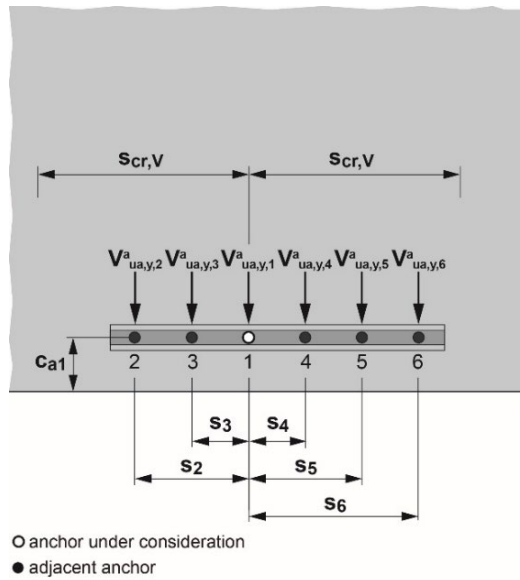 scr,V scr,V
Vᵃua,y,2 Vᵃua,y,3 Vᵃua,y,1 Vᵃua,y,4 Vᵃua,y,5 Vᵃua,y,6
ca1
2 3 1 4 5 6
s3 s4
s2 s5
s6
anchor under consideration
adjacent anchor